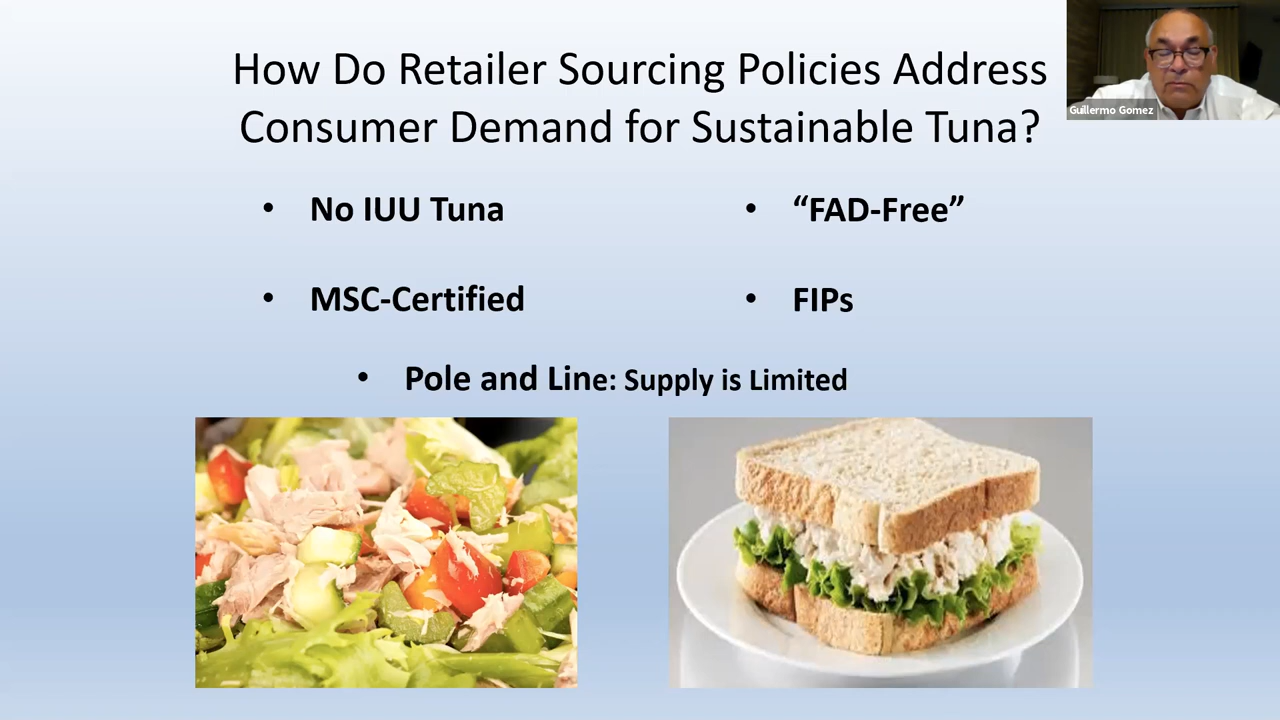 How Do Retailer Sourcing Policies Address
Consumer Demand for Sustainable Tuna?
Guillermo Gomez
• No IUU Tuna
• “FAD-Free”
• MSC-Certified
• FIPs
• Pole and Line: Supply is Limited